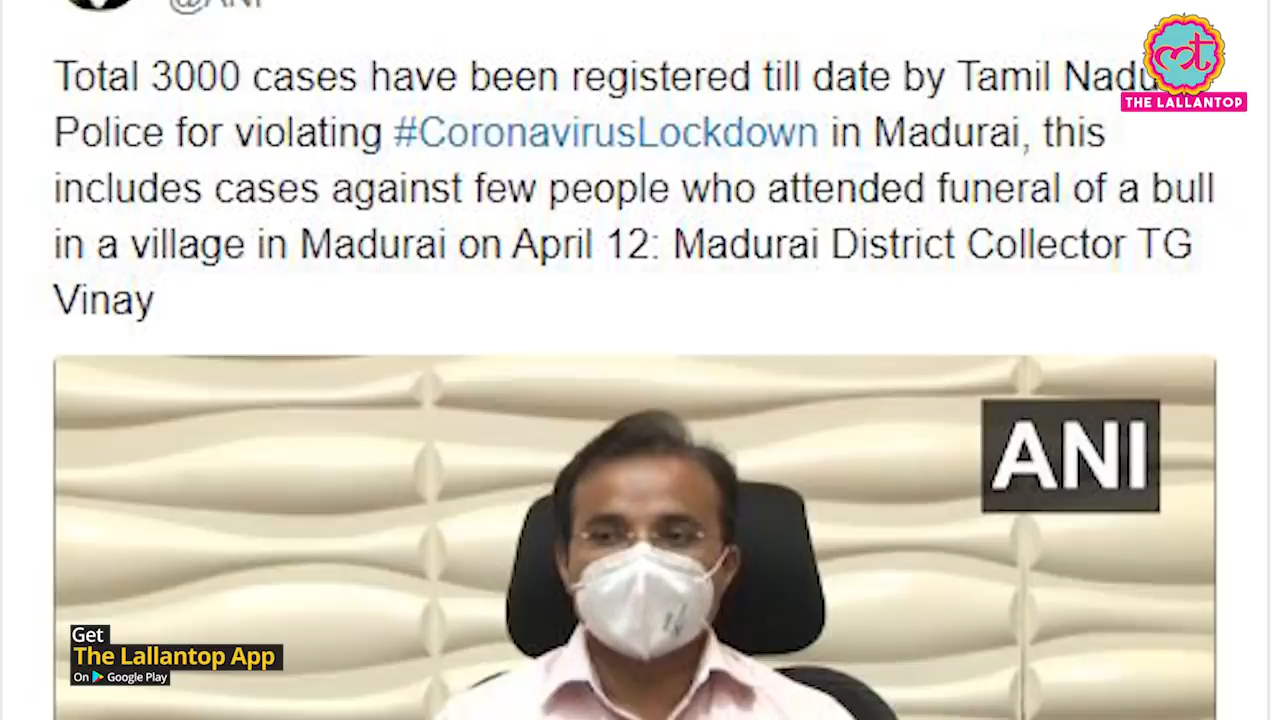 @ANI
Total 3000 cases have been registered till date by Tamil Nadu
Police for violating #CoronavirusLockdown in Madurai, this
includes cases against few people who attended funeral of a bull
in a village in Madurai on April 12: Madurai District Collector TG
Vinay
THE LALLANTOP
ANI
Get
The Lallantop App
On Google Play